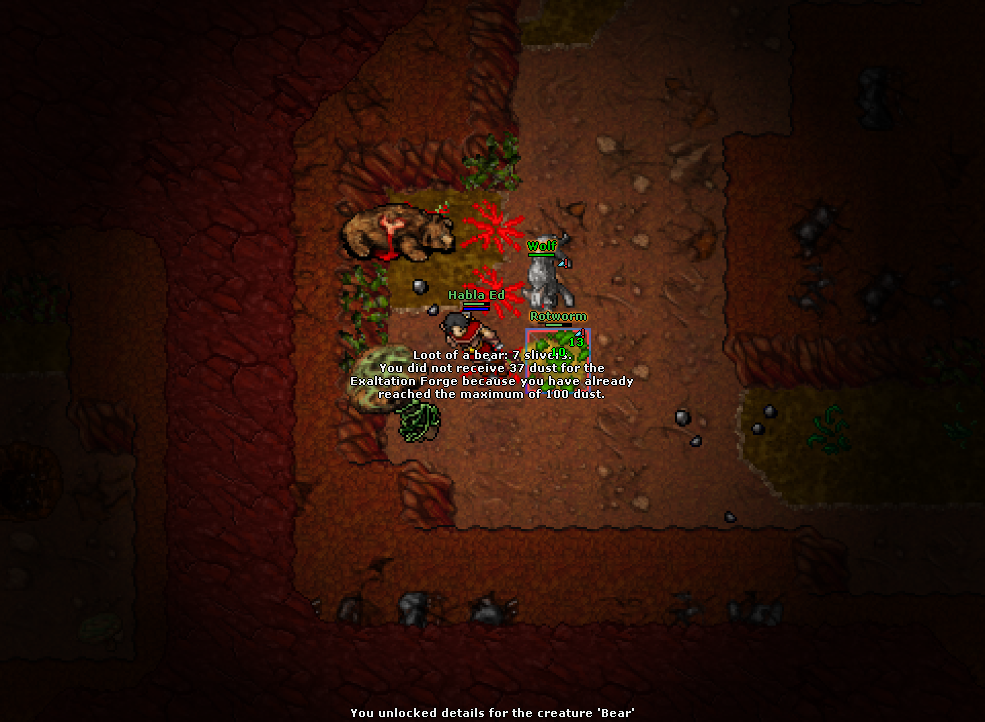 Wolf
Habla Ed
Rotworm
13
10
Loot of a bear: 7 slivers.
You did not receive 37 dust for the
Exaltation Forge because you have already
reached the maximum of 100 dust.
You unlocked details for the creature 'Bear'